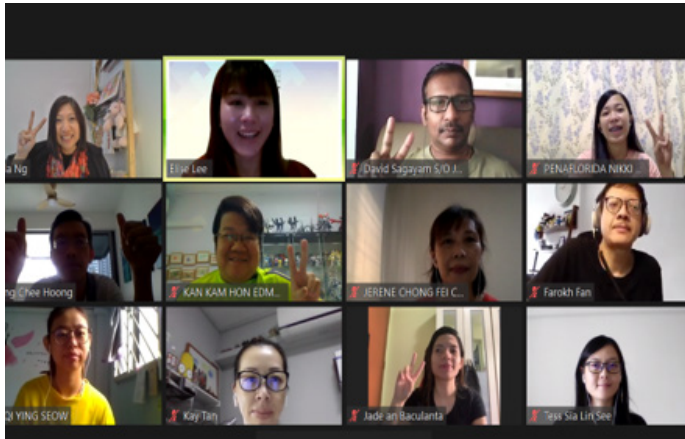 a Ng
Elise Lee
David Sagayam S/O J...
PENAFLORIDA NIKKI ...
ng Chee Hoong
KAN KAM HON EDM...
JERENE CHONG FEI C...
Farokh Fan
QI YING SEOW
Kay Tan
Jade an Baculanta
Tess Sia Lin See